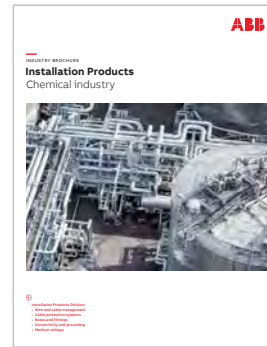 ABB
INDUSTRY BROCHURE
Installation Products
Chemical industry
Installation Products Division
- Wire and cable management
- Cable protection systems
- Boxes and fittings
- Connectivity and grounding
- Medium voltage